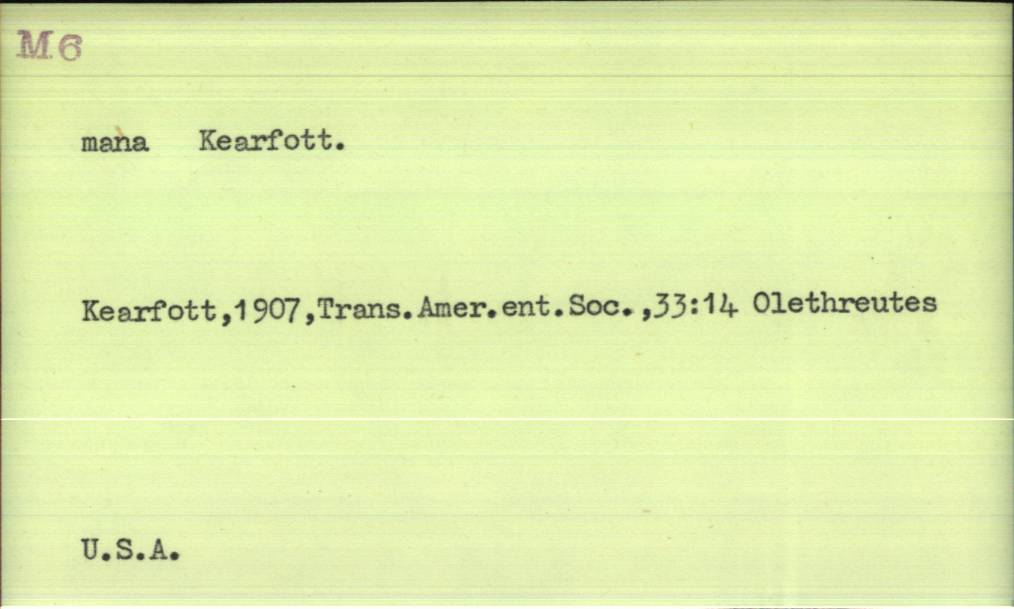 M6
mana Kearfott.
Kearfott,1907,Trans.Amer.ent.Soc.,33:14 Olethreutes
U.S.A.